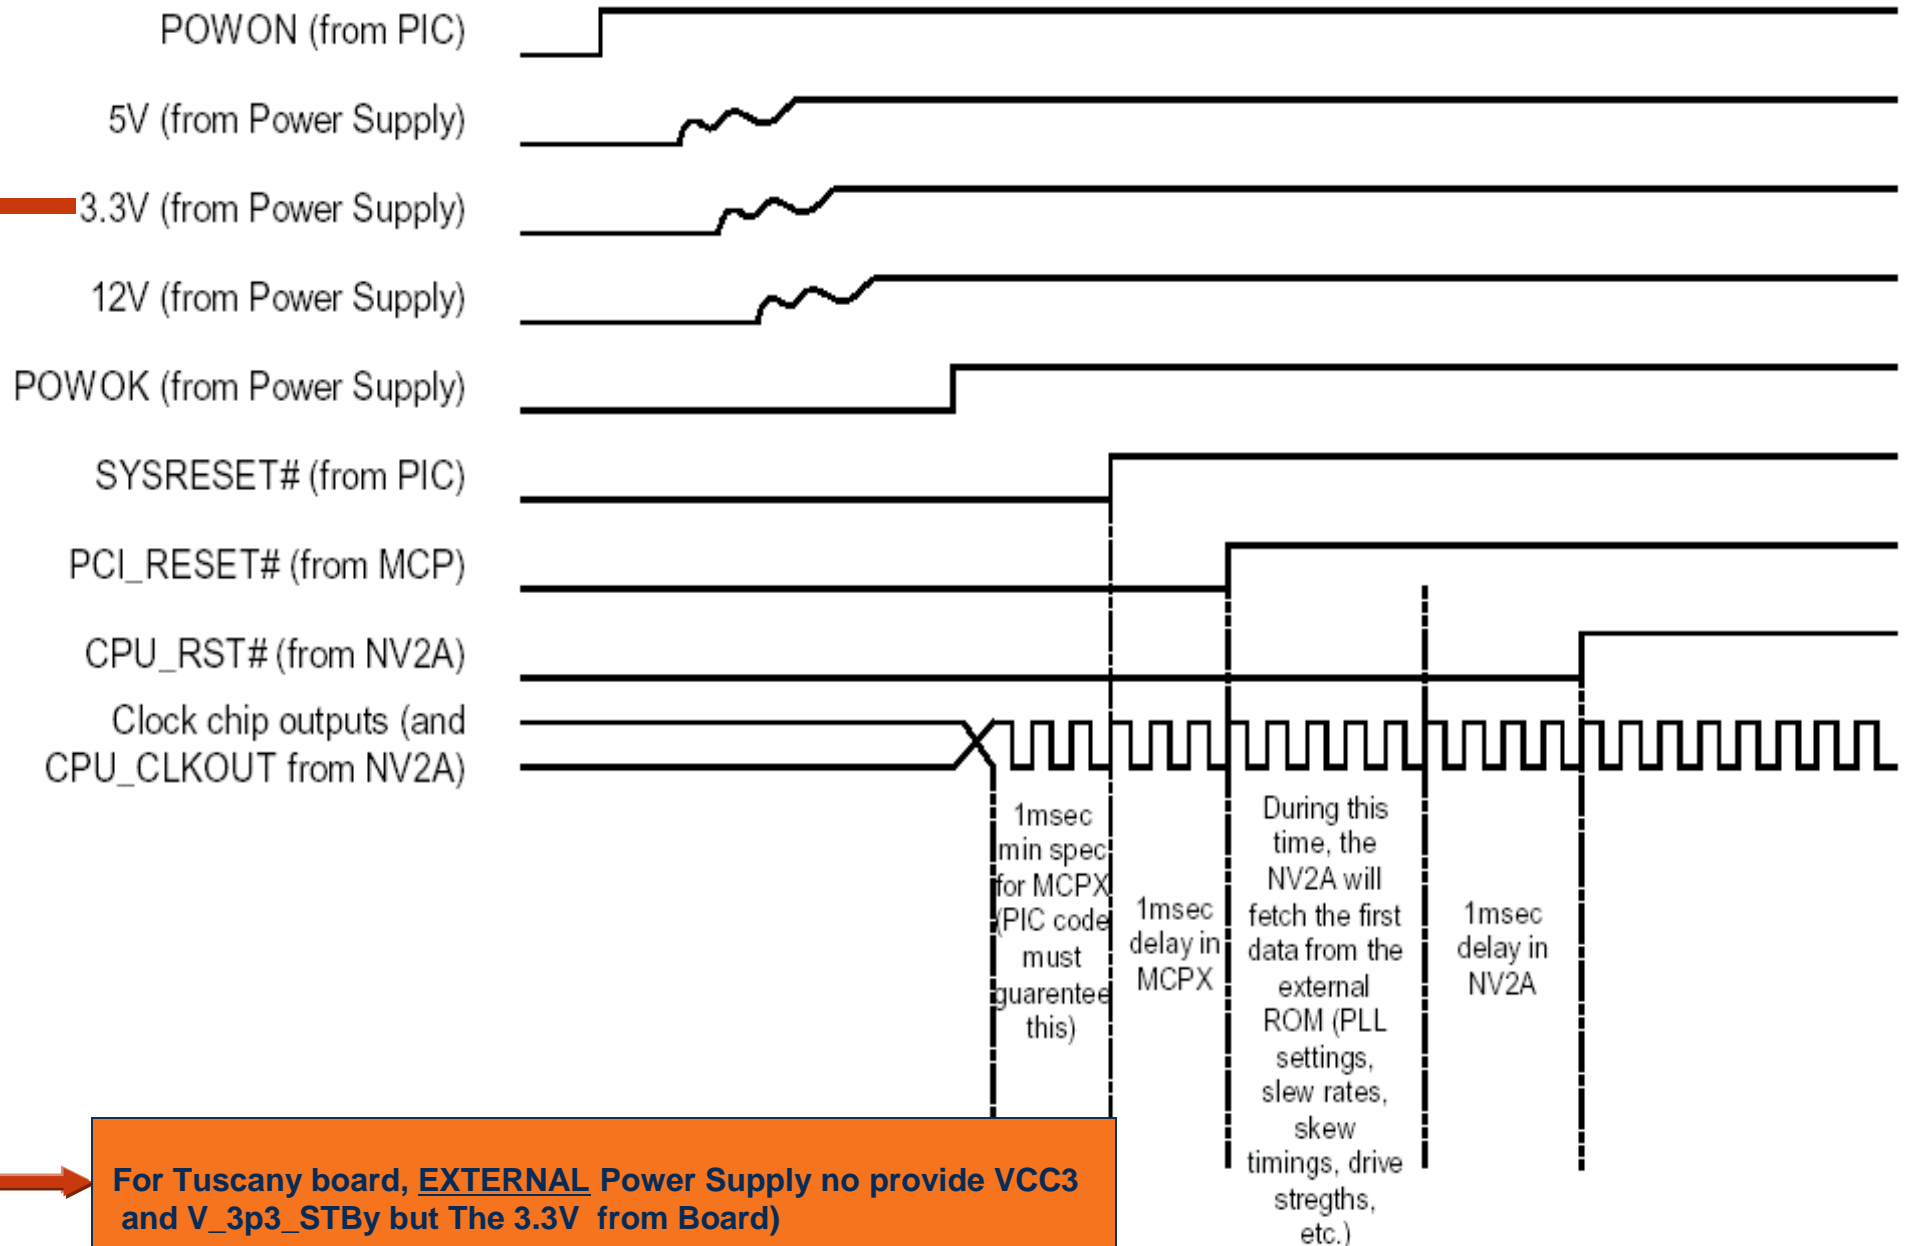 POWON (from PIC)
5V (from Power Supply)
3.3V (from Power Supply)
12V (from Power Supply)
POWOK (from Power Supply)
SYSRESET# (from PIC)
PCI_RESET# (from MCP)
CPU_RST# (from NV2A)
Clock chip outputs (and
CPU_CLKOUT from NV2A)
1msec
min spec
for MCPX
(PIC code
must
guarentee
this)
1msec
delay in
MCPX
During this
time, the
NV2A will
fetch the first
data from the
external
ROM (PLL
settings,
slew rates,
skew
timings, drive
stregths,
etc.)
1msec
delay in
NV2A
For Tuscany board, EXTERNAL Power Supply no provide VCC3
and V_3p3_STBy but The 3.3V from Board)